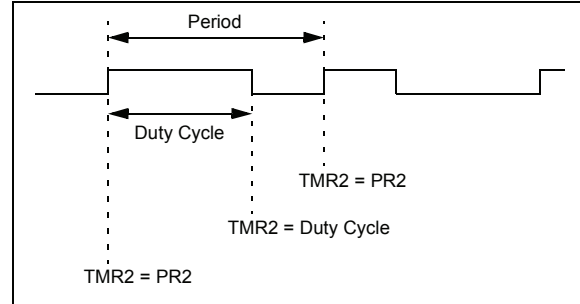 Period
Duty Cycle
TMR2 = PR2
TMR2 = Duty Cycle
TMR2 = PR2